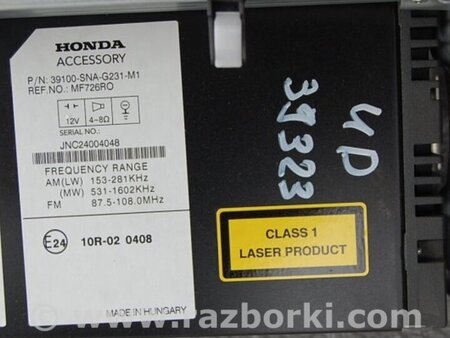 HONDA
ACCESSORY
P/N: 39100-SNA-G231-M1
REF.NO.: MF726RO
12V 4-8Ω
SERIAL NO.:
JNC24004048
FREQUENCY RANGE
AM(LW) 153-281KHz
(MW) 531-1602KHz
FM 87.5-108.0MHz
E24 10R-02 0408
MADE IN HUNGARY
CLASS 1
LASER PRODUCT
UD
39323
www.razborki.com